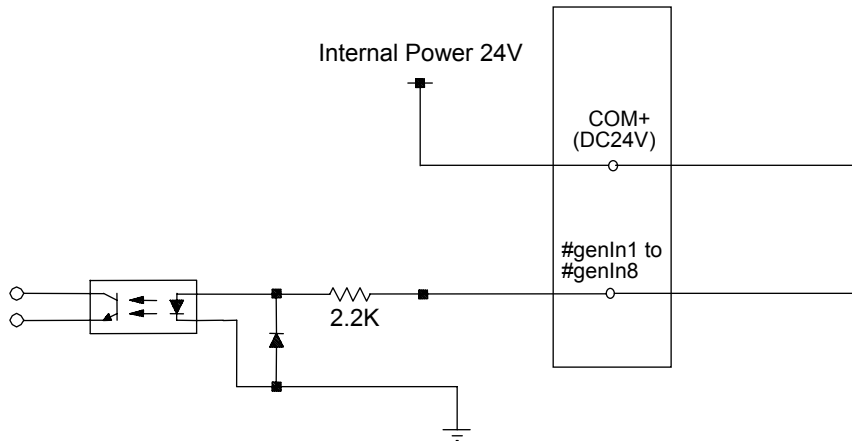 Internal Power 24V
COM+
(DC24V)
#genIn1 to
#genIn8
2.2K